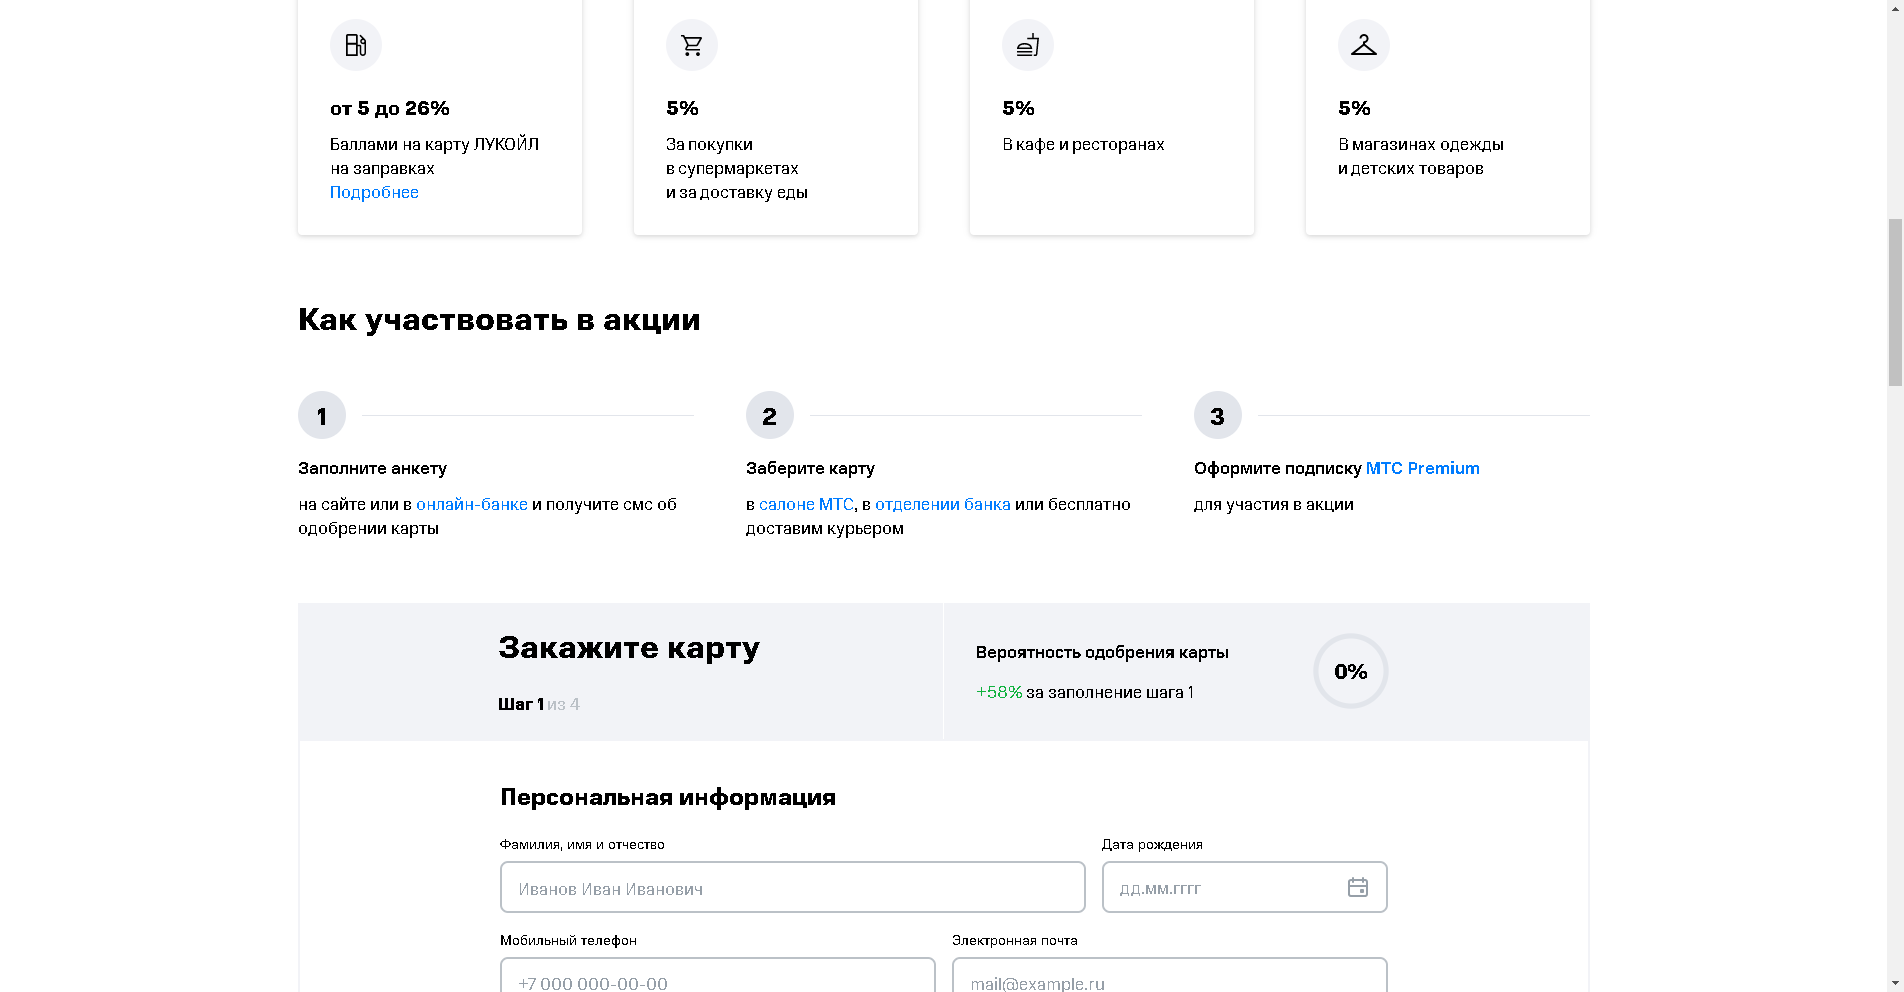 от 5 до 26%
Баллами на карту ЛУКОЙЛ
на заправках
Подробнее
5%
За покупки
в супермаркетах
и за доставку еды
5%
В кафе и ресторанах
5%
В магазинах одежды
и детских товаров
Как участвовать в акции
1
Заполните анкету
на сайте или в онлайн-банке и получите смс об
одобрении карты
2
Заберите карту
в салоне МТС, в отделении банка или бесплатно
доставим курьером
3
Оформите подписку МТС Premium
для участия в акции
Закажите карту
Шаг 1 из 4
Вероятность одобрения карты
+58% за заполнение шага 1
0%
Персональная информация
Фамилия, имя и отчество
Иванов Иван Иванович
Дата рождения
дд.мм.гггг
Мобильный телефон
+7 000 000-00-00
Электронная почта
mail@example.ru